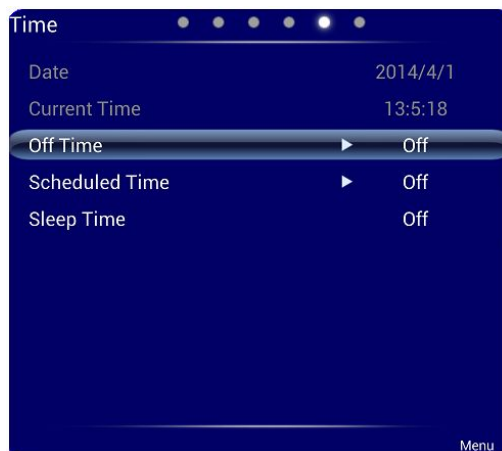 Time
Date 2014/4/1
Current Time 13:5:18
Off Time Off
Scheduled Time Off
Sleep Time Off
Menu